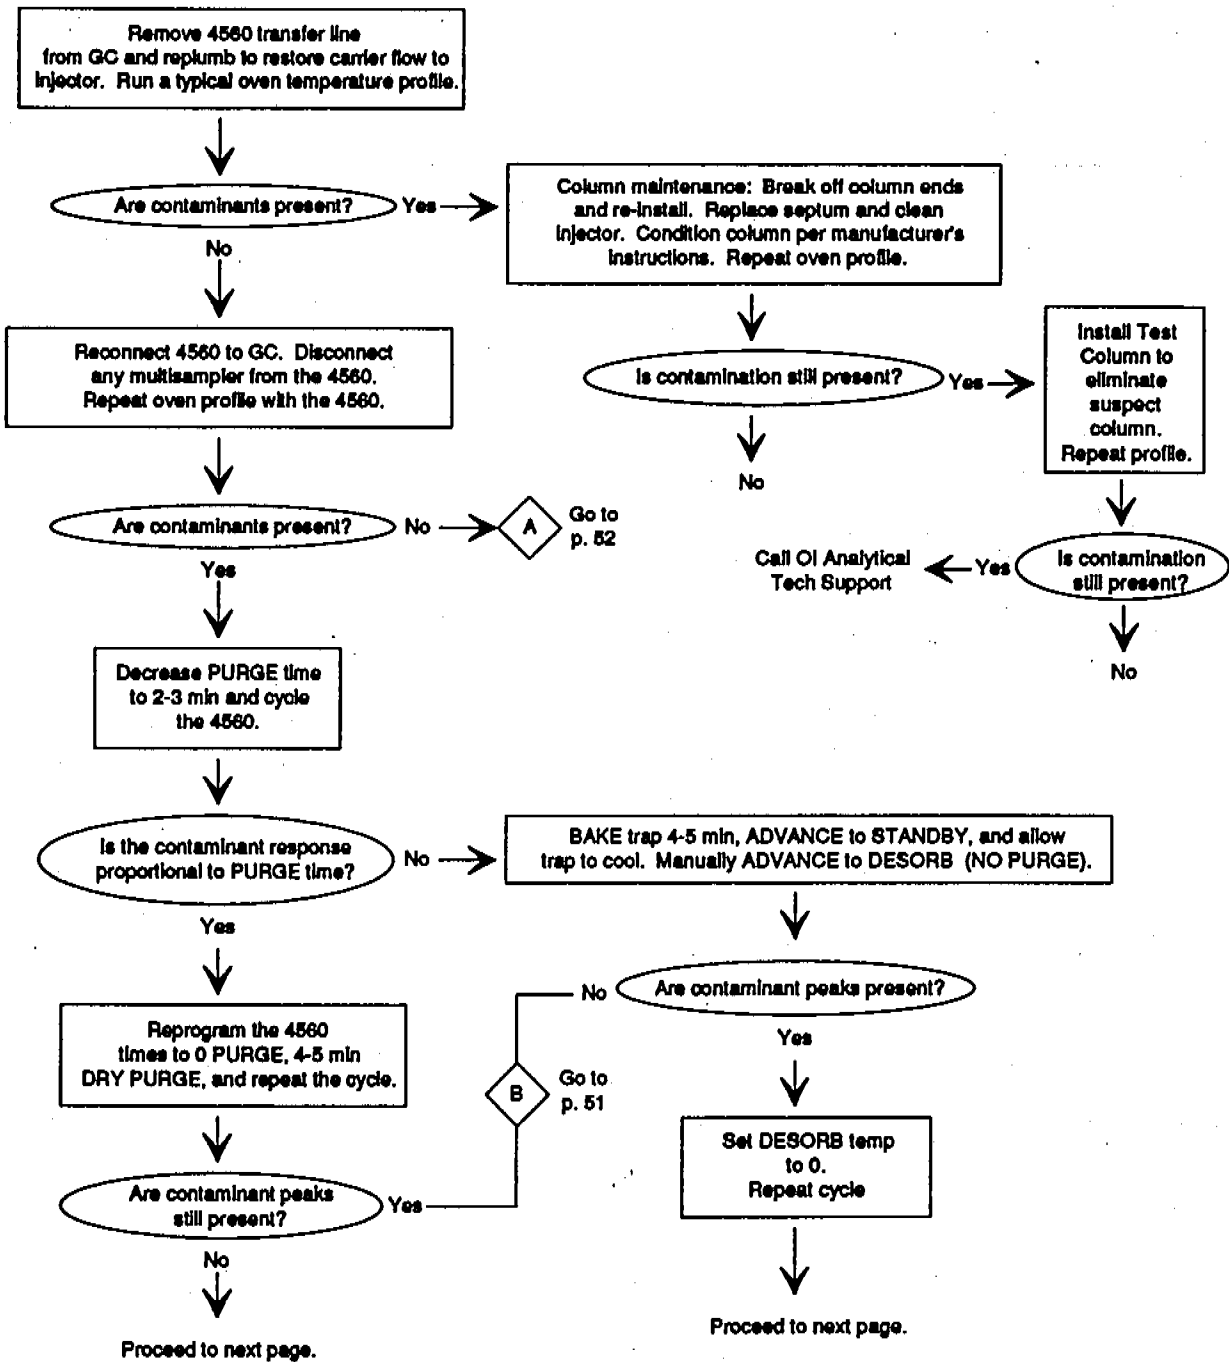 Remove 4560 transfer line
from GC and replumb to restore carrier flow to
injector. Run a typical oven temperature profile.
Are contaminants present?
Yes
No
Column maintenance: Break off column ends
and re-install. Replace septum and clean
injector. Condition column per manufacturer's
instructions. Repeat oven profile.
Is contamination still present?
Yes
No
Install Test
Column to
eliminate
suspect
column.
Repeat profile.
Is contamination
still present?
Yes
Call OI Analytical
Tech Support
No
Reconnect 4560 to GC. Disconnect
any multisampler from the 4560.
Repeat oven profile with the 4560.
Are contaminants present?
No
A
Go to
p. 52
Yes
Decrease PURGE time
to 2-3 min and cycle
the 4560.
Is the contaminant response
proportional to PURGE time?
No
Yes
BAKE trap 4-5 min, ADVANCE to STANDBY, and allow
trap to cool. Manually ADVANCE to DESORB (NO PURGE).
Are contaminant peaks present?
No
Yes
B
Go to
p. 51
Set DESORB temp
to 0.
Repeat cycle
Proceed to next page.
Reprogram the 4560
times to 0 PURGE, 4-5 min
DRY PURGE, and repeat the cycle.
Are contaminant peaks
still present?
Yes
No
Proceed to next page.